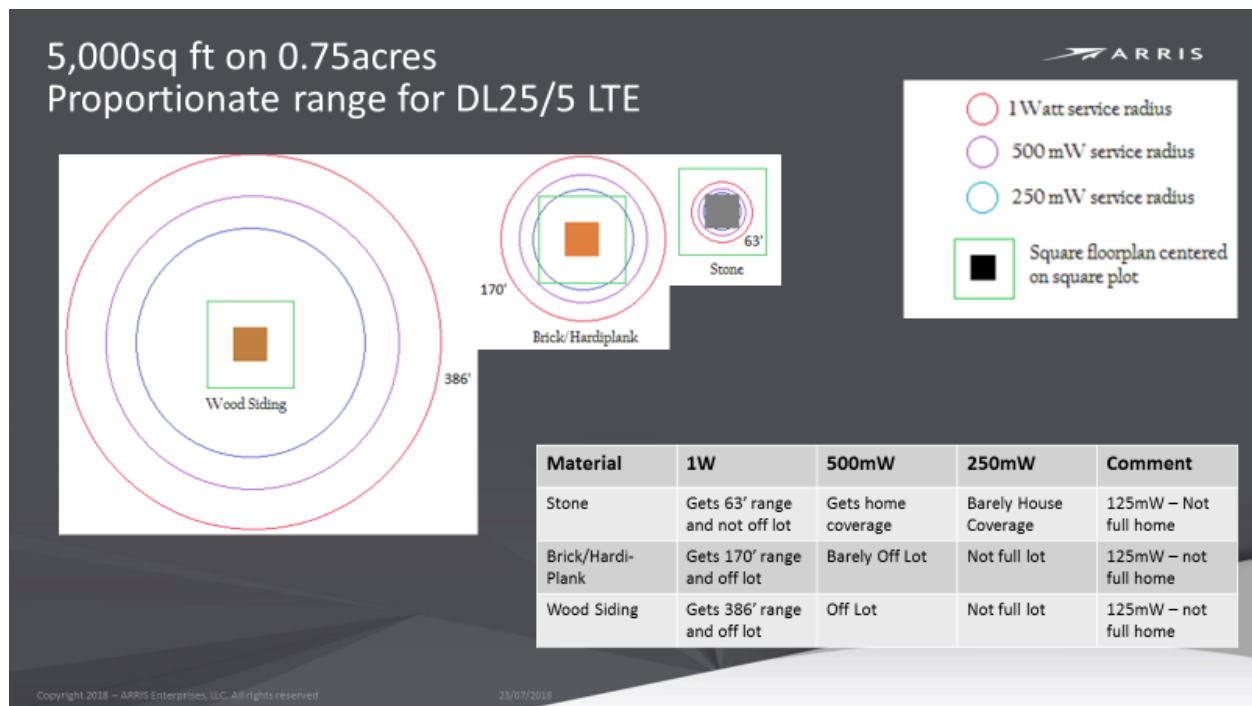 5,000sq ft on 0.75acres
Proportionate range for DL25/5 LTE
ARRIS
1 Watt service radius
500 mW service radius
250 mW service radius
Square floorplan centered
on square plot
386'
Wood Siding
170'
Brick/Hardiplank
63'
Stone
Material 1W 500mW 250mW Comment
Stone Gets 63’ range Gets home Barely House 125mW – Not
and not off lot coverage Coverage full home
Brick/Hardi- Gets 170’ range Barely Off Lot Not full lot 125mW – not
Plank and off lot full home
Wood Siding Gets 386’ range Off Lot Not full lot 125mW – not
and off lot full home
Copyright 2018 – ARRIS Enterprises, LLC. All rights reserved
23/07/2018